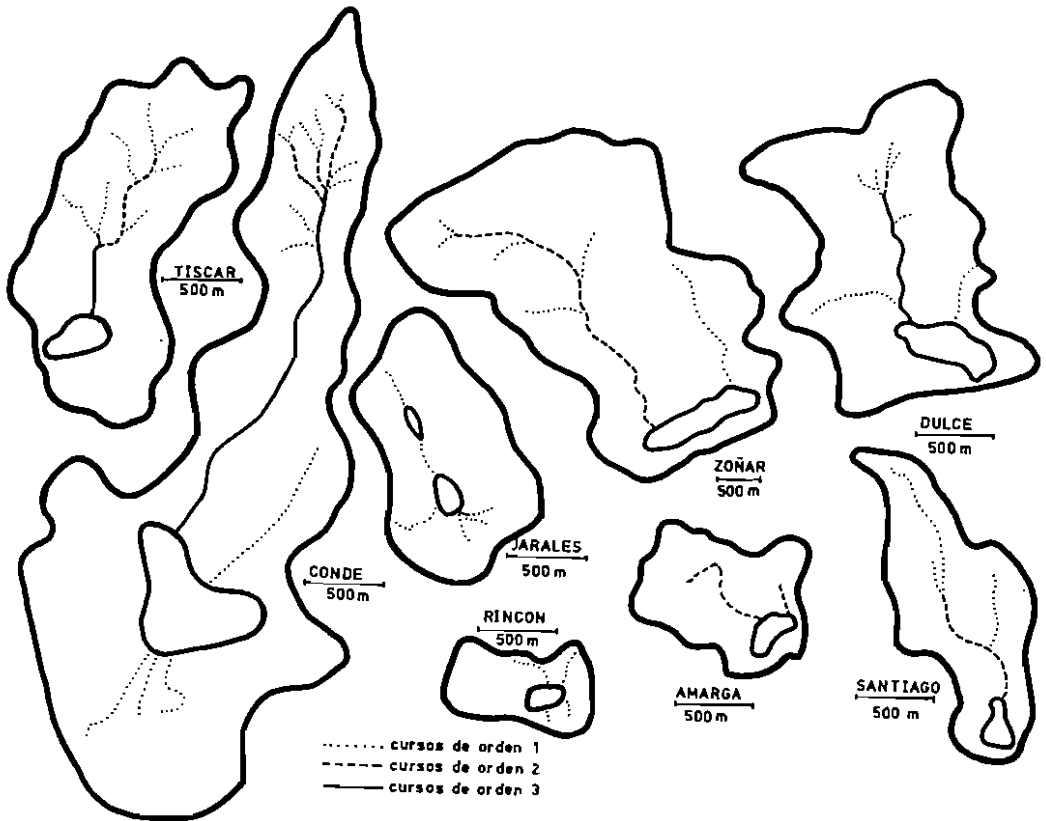 TISCAR
500 m
CONDE
500 m
JARALES
500 m
RINCON
500 m
ZOÑAR
500 m
DULCE
500 m
AMARGA
500 m
SANTIAGO
500 m
cursos de orden 1
cursos de orden 2
cursos de orden 3